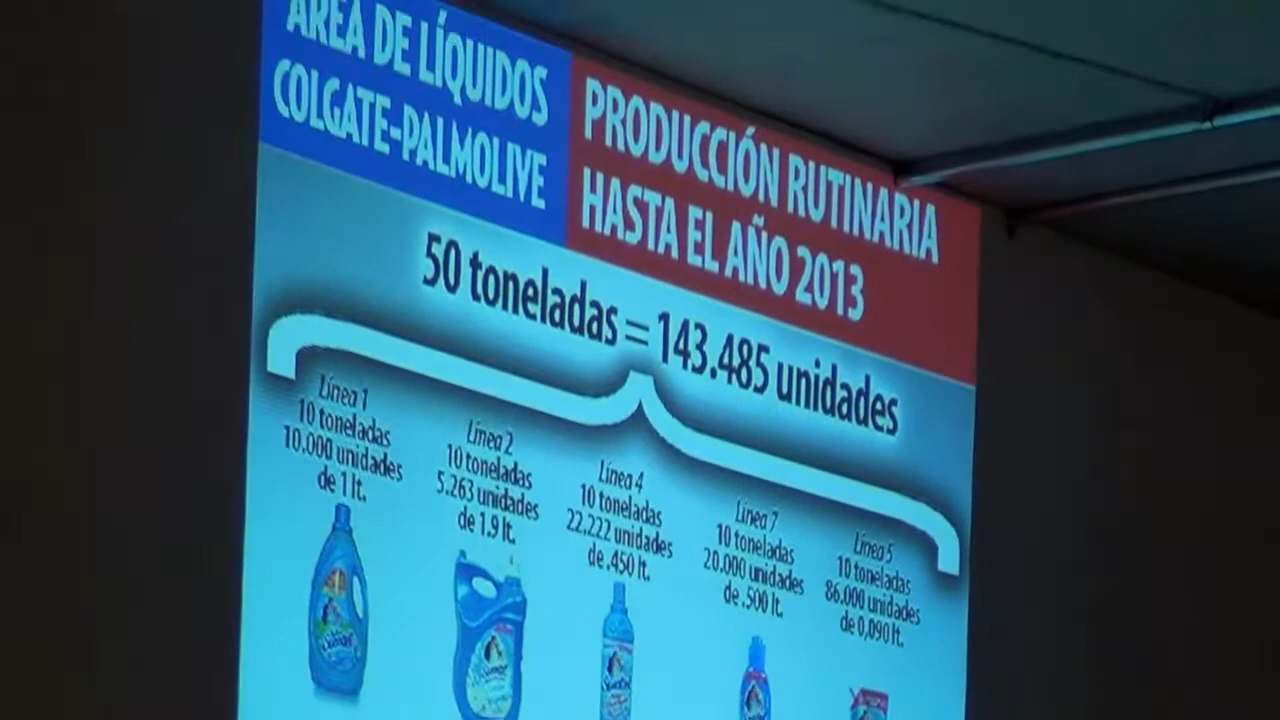 ÁREA DE LÍQUIDOS
COLGATE-PALMOLIVE
PRODUCCIÓN RUTINARIA
HASTA EL AÑO 2013
50 toneladas = 143.485 unidades
Línea 1
10 toneladas
10.000 unidades
de 1 lt.
Línea 2
10 toneladas
5.263 unidades
de 1.9 lt.
Línea 4
10 toneladas
22.222 unidades
de .450 lt.
Línea 7
10 toneladas
20.000 unidades
de .500 lt.
Línea 5
10 toneladas
86.000 unidades
de 0,090 lt.